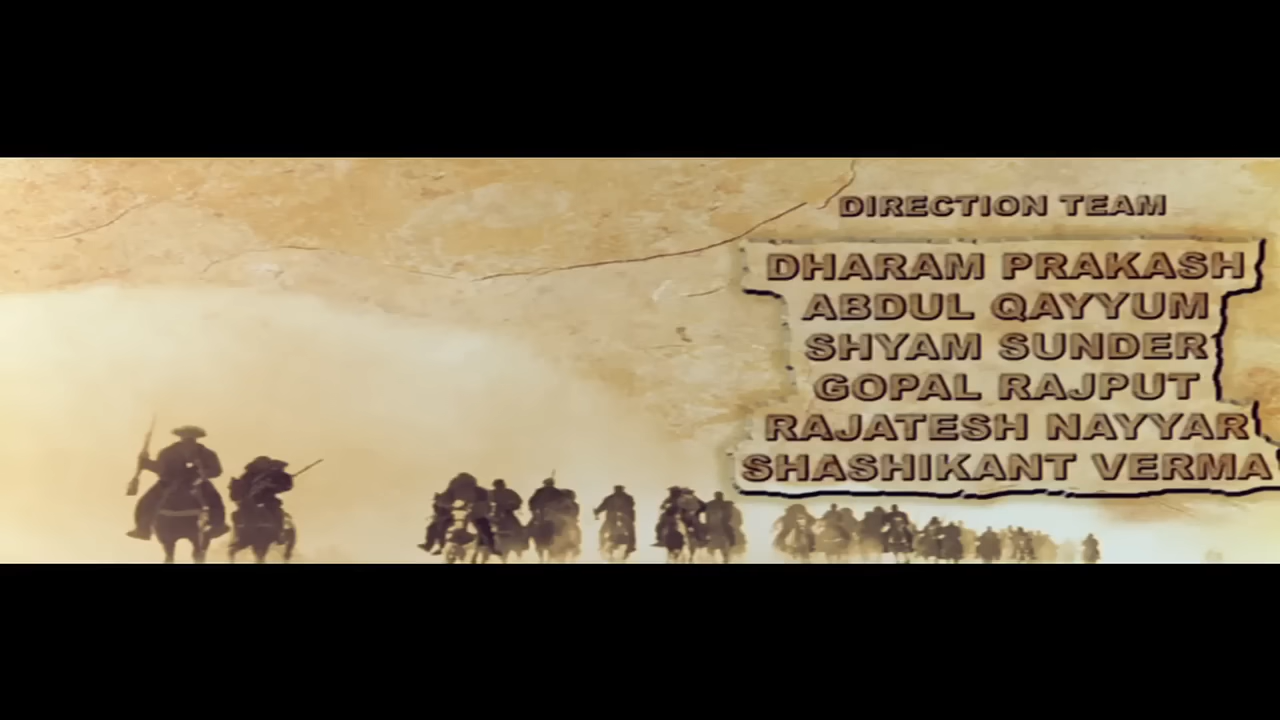 DIRECTION TEAM
DHARAM PRAKASH
ABDUL QAYYUM
SHYAM SUNDER
GOPAL RAJPUT
RAJATESH NAYYAR
SHASHIKANT VERMA